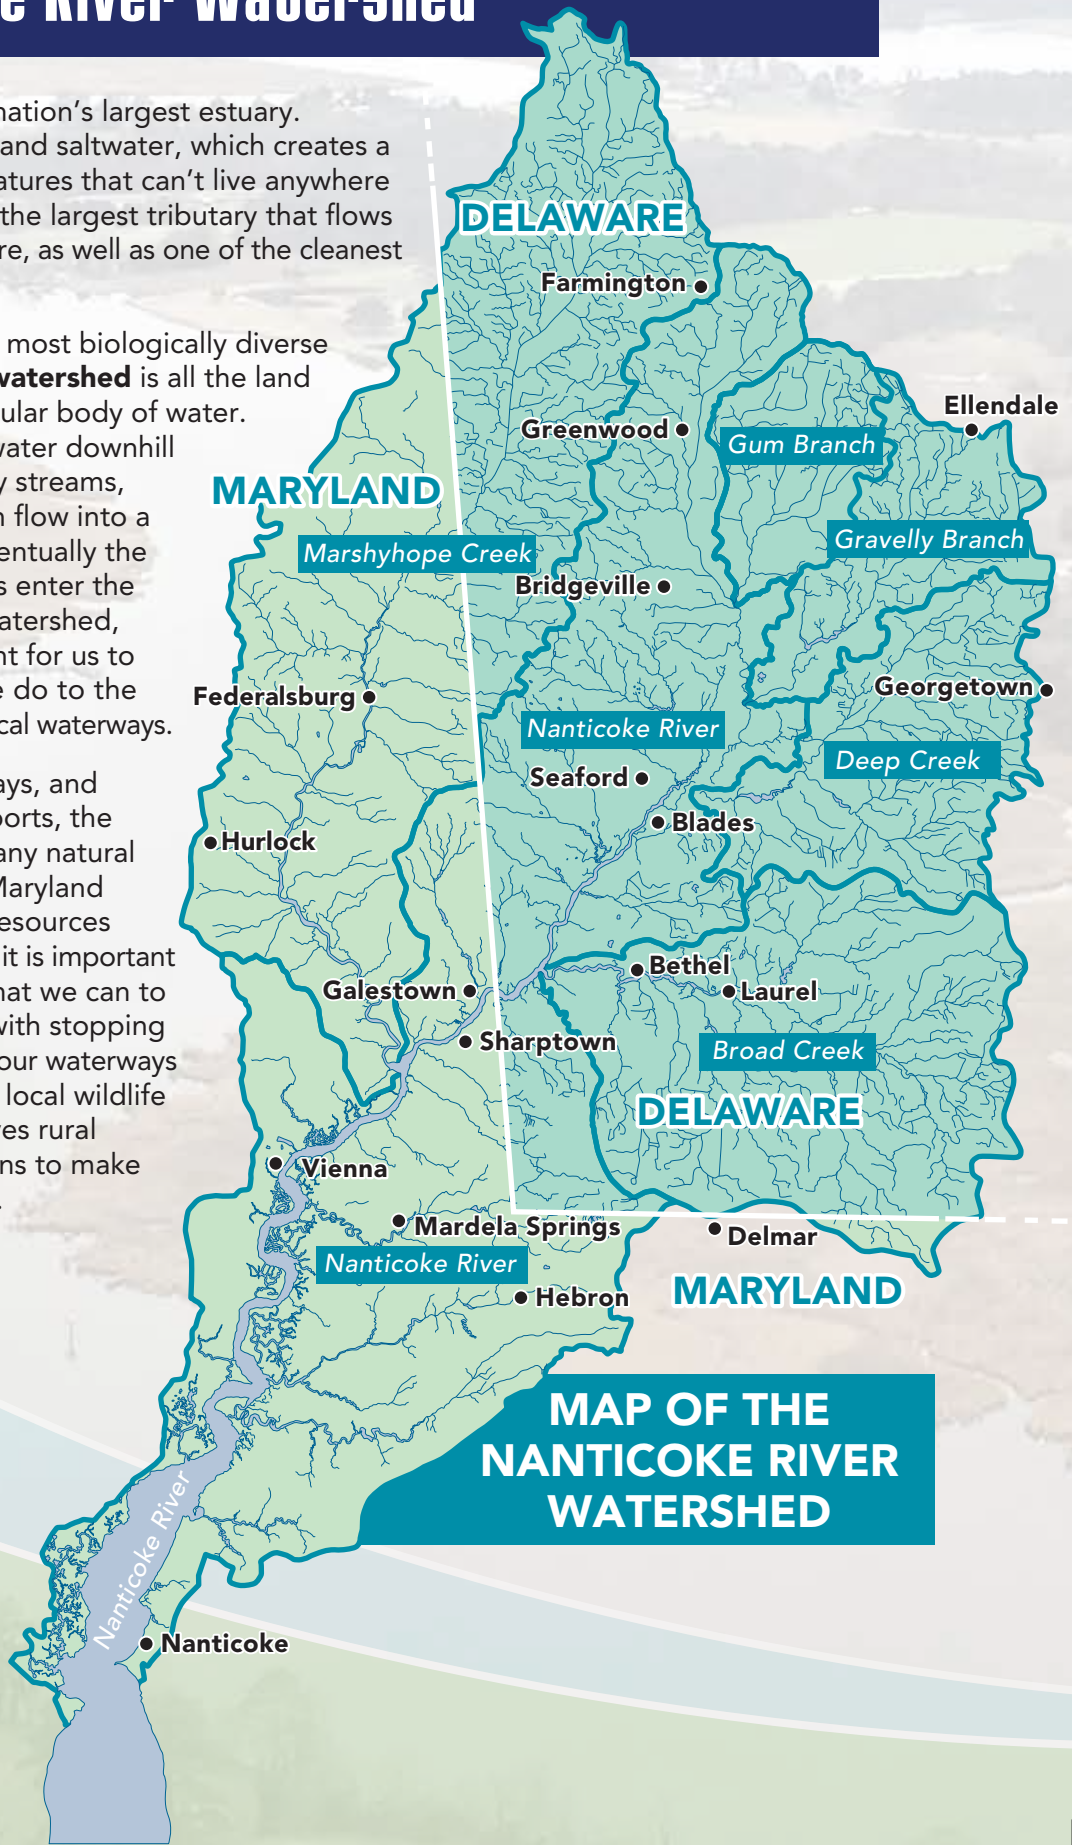 e River Watershed
nation's largest estuary.
and saltwater, which creates a
atures that can't live anywhere
the largest tributary that flows
re, as well as one of the cleanest
most biologically diverse
watershed is all the land
ular body of water.
water downhill
y streams,
n flow into a
entually the
s enter the
atershed,
nt for us to
e do to the
cal waterways.
ays, and
ports, the
any natural
Maryland
esources
it is important
hat we can to
with stopping
our waterways
local wildlife
ves rural
ns to make
.
DELAWARE
Farmington
Ellendale
Greenwood
Gum Branch
MARYLAND
Gravelly Branch
Marshyhope Creek
Bridgeville
Georgetown
Federalsburg
Nanticoke River
Deep Creek
Seaford
Blades
Hurlock
Bethel
Galestown
Laurel
Sharptown
Broad Creek
DELAWARE
Vienna
Mardela Springs
Delmar
Nanticoke River
MARYLAND
Hebron
MAP OF THE
NANTICOKE RIVER
WATERSHED
Nanticoke River
Nanticoke